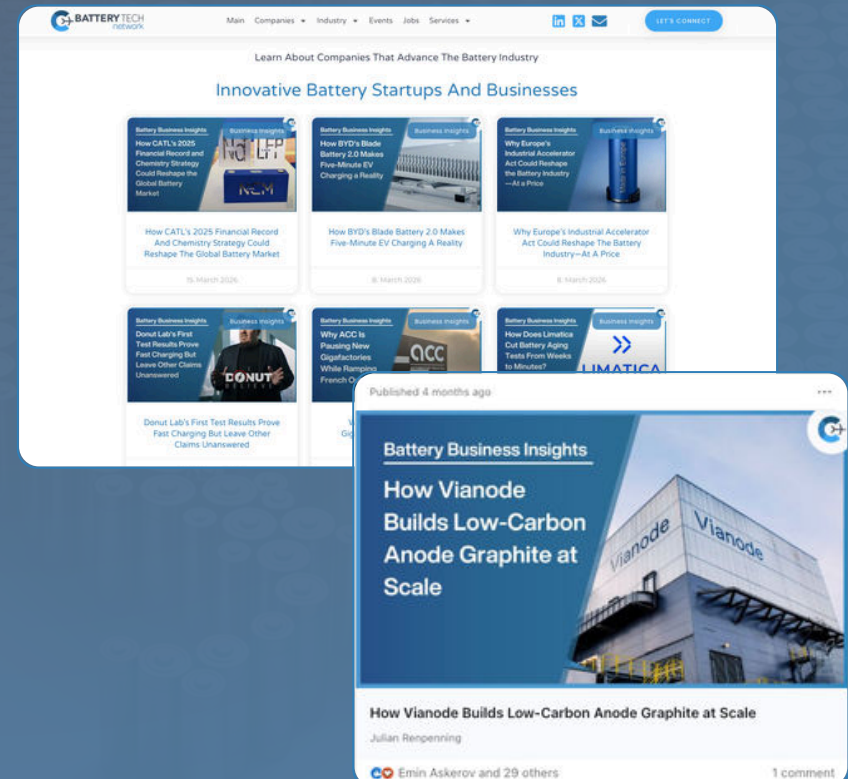 BATTERYTECH
network
Main Companies Industry Events Jobs Services
LET'S CONNECT
Learn About Companies That Advance The Battery Industry
Innovative Battery Startups And Businesses
Battery Business Insights
Business Insights
How CATL's 2025
Financial Record and
Chemistry Strategy
Could Reshape the
Global Battery
Market
LFP
How CATL's 2025 Financial Record
And Chemistry Strategy Could
Reshape The Global Battery Market
15. March 2026
Battery Business Insights
Business Insights
How BYD's Blade
Battery 2.0 Makes
Five-Minute EV
Charging a Reality
How BYD's Blade Battery 2.0 Makes
Five-Minute EV Charging A Reality
8. March 2026
Battery Business Insights
Business Insights
Why Europe's
Industrial Accelerator
Act Could Reshape
the Battery Industry
—At a Price
Made in Europe
Why Europe's Industrial Accelerator
Act Could Reshape The Battery
Industry—At A Price
8. March 2026
Battery Business Insights
Business Insights
Donut Lab's First
Test Results Prove
Fast Charging But
Leave Other Claims
Unanswered
DONUT
Donut Lab's First Test Results Prove
Fast Charging But Leave Other
Claims Unanswered
Battery Business Insights
Business Insights
Why ACC Is
Pausing New
Gigafactories
While Ramping
French
acc
Battery Business Insights
Business Insights
How Does Limatica
Cut Battery Aging
Tests From Weeks
to Minutes?
LIMATICA
Published 4 months ago
Battery Business Insights
How Vianode
Builds Low-Carbon
Anode Graphite at
Scale
Vianode Vianode
How Vianode Builds Low-Carbon Anode Graphite at Scale
Julian Renpenning
Emin Askerov and 29 others
1 comment